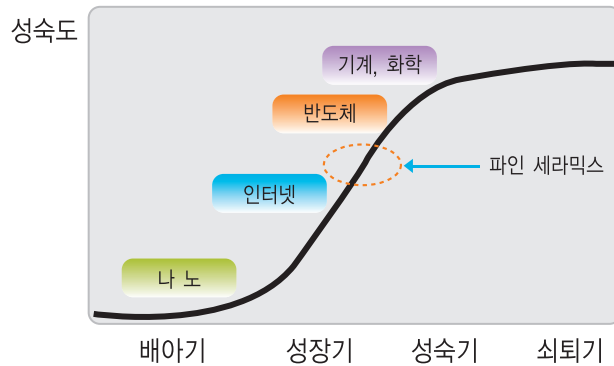 성숙도
기계, 화학
반도체
파인 세라믹스
인터넷
나 노
배아기 성장기 성숙기 쇠퇴기